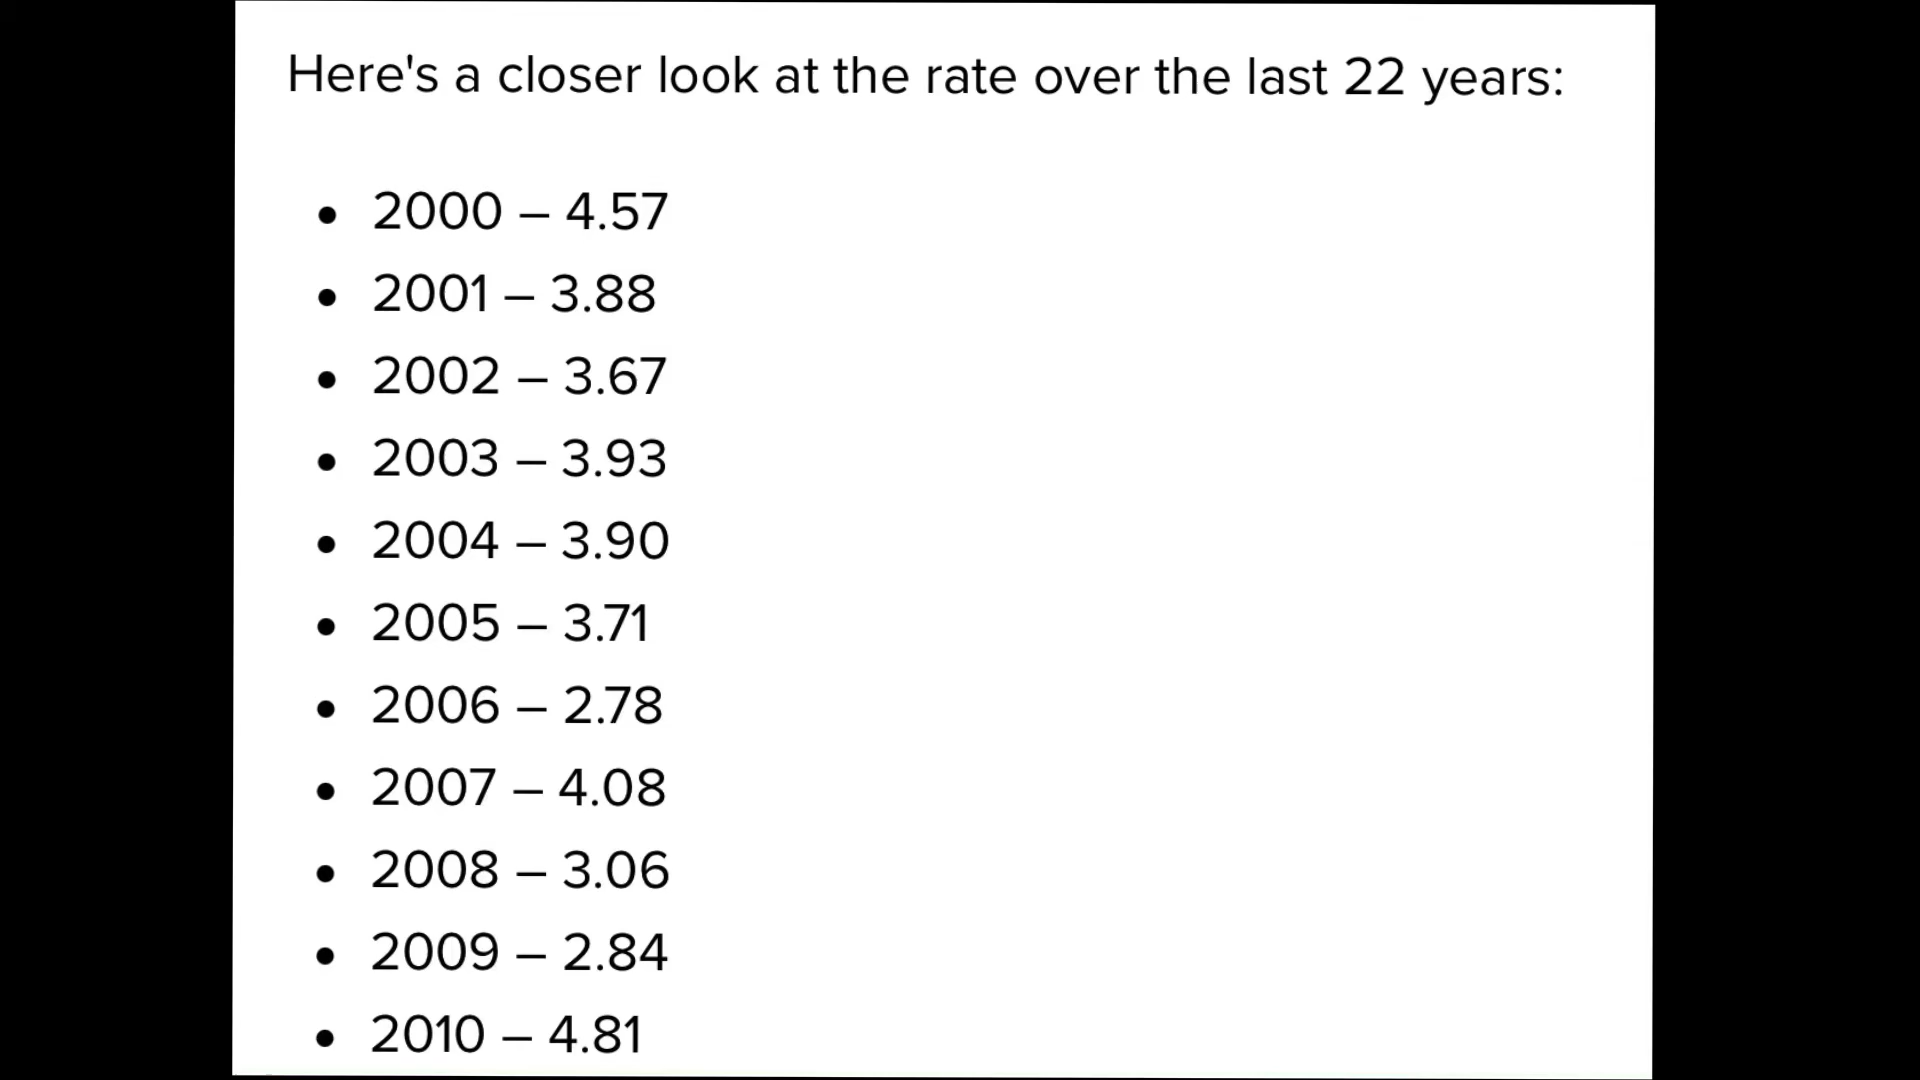 Here's a closer look at the rate over the last 22 years:
• 2000 – 4.57
• 2001 – 3.88
• 2002 – 3.67
• 2003 – 3.93
• 2004 – 3.90
• 2005 – 3.71
• 2006 – 2.78
• 2007 – 4.08
• 2008 – 3.06
• 2009 – 2.84
• 2010 – 4.81